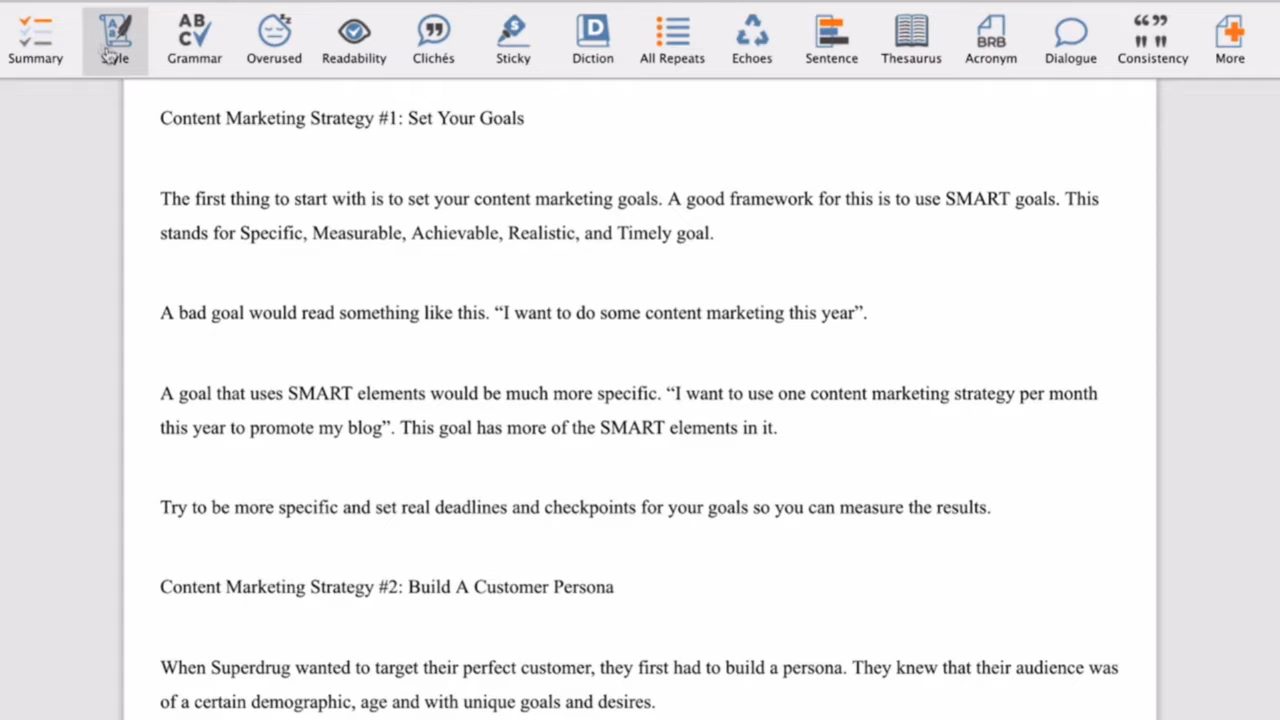 Summary Style Grammar Overused Readability Clichés Sticky Diction All Repeats Echoes Sentence Thesaurus Acronym Dialogue Consistency More
Content Marketing Strategy #1: Set Your Goals
The first thing to start with is to set your content marketing goals. A good framework for this is to use SMART goals. This
stands for Specific, Measurable, Achievable, Realistic, and Timely goal.
A bad goal would read something like this. “I want to do some content marketing this year”.
A goal that uses SMART elements would be much more specific. “I want to use one content marketing strategy per month
this year to promote my blog”. This goal has more of the SMART elements in it.
Try to be more specific and set real deadlines and checkpoints for your goals so you can measure the results.
Content Marketing Strategy #2: Build A Customer Persona
When Superdrug wanted to target their perfect customer, they first had to build a persona. They knew that their audience was
of a certain demographic, age and with unique goals and desires.